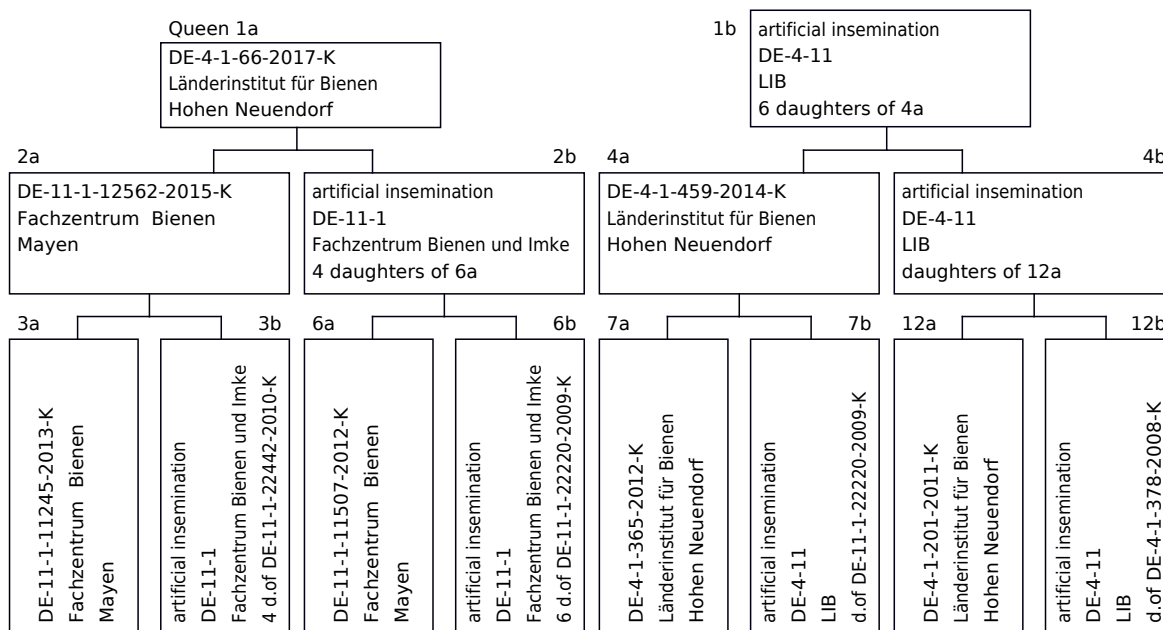 Queen 1a
DE-4-1-66-2017-K
Länderinstitut für Bienen
Hohen Neuendorf
1b
artificial insemination
DE-4-11
LIB
6 daughters of 4a
2a
DE-11-1-12562-2015-K
Fachzentrum Bienen
Mayen
2b
artificial insemination
DE-11-1
Fachzentrum Bienen und Imke
4 daughters of 6a
4a
DE-4-1-459-2014-K
Länderinstitut für Bienen
Hohen Neuendorf
4b
artificial insemination
DE-4-11
LIB
daughters of 12a
3a
DE-11-1-11245-2013-K
Fachzentrum Bienen
Mayen
3b
artificial insemination
DE-11-1
Fachzentrum Bienen und Imke
4 d.of DE-11-1-22442-2010-K
6a
DE-11-1-11507-2012-K
Fachzentrum Bienen
Mayen
6b
artificial insemination
DE-11-1
Fachzentrum Bienen und Imke
6 d.of DE-11-1-22220-2009-K
7a
DE-4-1-365-2012-K
Länderinstitut für Bienen
Hohen Neuendorf
7b
artificial insemination
DE-4-11
LIB
d.of DE-11-1-22220-2009-K
12a
DE-4-1-201-2011-K
Länderinstitut für Bienen
Hohen Neuendorf
12b
artificial insemination
DE-4-11
LIB
d.of DE-4-1-378-2008-K